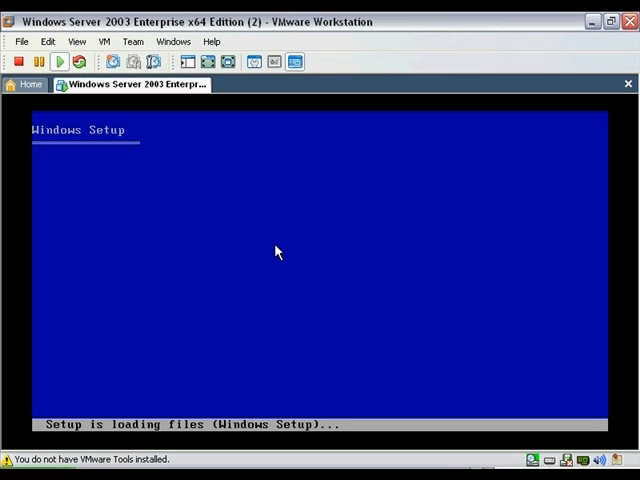 Windows Server 2003 Enterprise x64 Edition (2) - VMware Workstation
File Edit View VM Team Windows Help
Home Windows Server 2003 Enterpr...
Windows Setup
Setup is loading files (Windows Setup)...
You do not have VMware Tools installed.